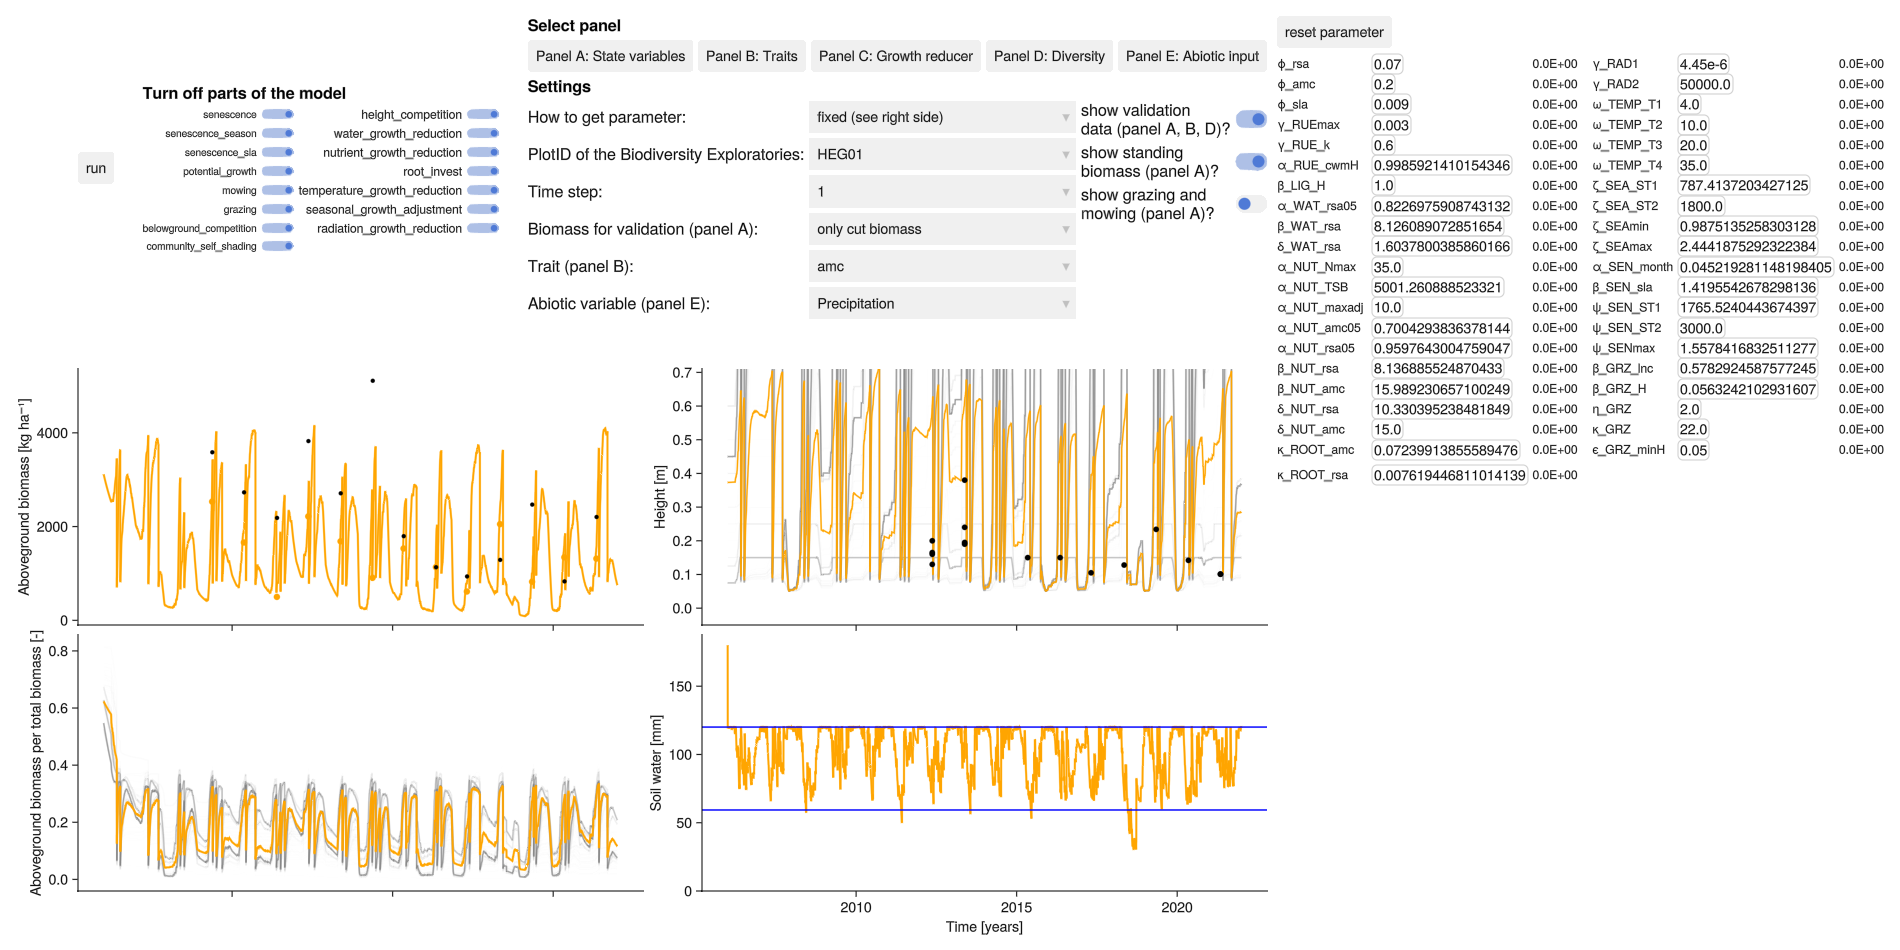 Turn off parts of the model
senescence
height_competition
senescence_season
water_growth_reduction
senescence_sla
nutrient_growth_reduction
potential_growth
root_invest
mowing
temperature_growth_reduction
grazing
seasonal_growth_adjustment
belowground_competition
radiation_growth_reduction
community_self_shading
run
Select panel
Panel A: State variables
Panel B: Traits
Panel C: Growth reducer
Panel D: Diversity
Panel E: Abiotic input
Settings
How to get parameter:
fixed (see right side)
PlotID of the Biodiversity Exploratories:
HEG01
Time step:
1
Biomass for validation (panel A):
only cut biomass
Trait (panel B):
amc
Abiotic variable (panel E):
Precipitation
show validation
data (panel A, B, D)?
show standing
biomass (panel A)?
show grazing and
mowing (panel A)?
reset parameter
ϕ_rsa 0.07 0.0E+00 γ_RAD1 4.45e-6 0.0E+00
ϕ_amc 0.2 0.0E+00 γ_RAD2 50000.0 0.0E+00
ϕ_sla 0.009 0.0E+00 ω_TEMP_T1 4.0 0.0E+00
γ_RUEmax 0.003 0.0E+00 ω_TEMP_T2 10.0 0.0E+00
γ_RUE_k 0.6 0.0E+00 ω_TEMP_T3 20.0 0.0E+00
α_RUE_cwmH 0.9985921410154346 0.0E+00 ω_TEMP_T4 35.0 0.0E+00
β_LIG_H 1.0 0.0E+00 ζ_SEA_ST1 787.4137203427125 0.0E+00
α_WAT_rsa05 0.8226975908743132 0.0E+00 ζ_SEA_ST2 1800.0 0.0E+00
β_WAT_rsa 8.126089072851654 0.0E+00 ζ_SEAmin 0.9875135258303128 0.0E+00
δ_WAT_rsa 1.6037800385860166 0.0E+00 ζ_SEAmax 2.4441875292322384 0.0E+00
α_NUT_Nmax 35.0 0.0E+00 α_SEN_month 0.045219281148198405 0.0E+00
α_NUT_TSB 5001.260888523321 0.0E+00 β_SEN_sla 1.4195542678298136 0.0E+00
α_NUT_maxadj 10.0 0.0E+00 ψ_SEN_ST1 1765.5240443674397 0.0E+00
α_NUT_amc05 0.7004293836378144 0.0E+00 ψ_SEN_ST2 3000.0 0.0E+00
α_NUT_rsa05 0.9597643004759047 0.0E+00 ψ_SENmax 1.5578416832511277 0.0E+00
β_NUT_rsa 8.136885524870433 0.0E+00 β_GRZ_lnc 0.5782924587577245 0.0E+00
β_NUT_amc 15.989230657100249 0.0E+00 β_GRZ_H 0.0563242102931607 0.0E+00
δ_NUT_rsa 10.330395238481849 0.0E+00 η_GRZ 2.0 0.0E+00
δ_NUT_amc 15.0 0.0E+00 κ_GRZ 22.0 0.0E+00
κ_ROOT_amc 0.07239913855589476 0.0E+00 ϵ_GRZ_minH 0.05 0.0E+00
κ_ROOT_rsa 0.007619446811014139 0.0E+00
Aboveground biomass [kg ha⁻¹]
4000
2000
0
Height [m]
0.7
0.6
0.5
0.4
0.3
0.2
0.1
0.0
Aboveground biomass per total biomass [-]
0.8
0.6
0.4
0.2
0.0
Soil water [mm]
150
100
50
0
2010
2015
2020
Time [years]